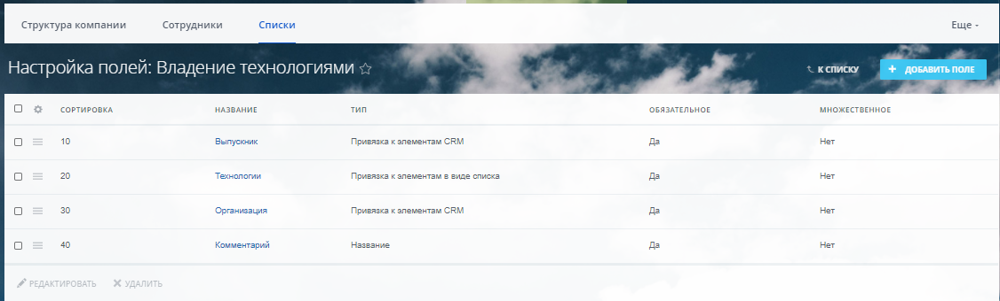 Структура компании Сотрудники Списки Еще
Настройка полей: Владение технологиями
К СПИСКУ + ДОБАВИТЬ ПОЛЕ
СОРТИРОВКА НАЗВАНИЕ ТИП ОБЯЗАТЕЛЬНОЕ МНОЖЕСТВЕННОЕ
10 Выпускник Привязка к элементам CRM Да Нет
20 Технологии Привязка к элементам в виде списка Да Нет
30 Организация Привязка к элементам CRM Да Нет
40 Комментарий Название Да Нет
РЕДАКТИРОВАТЬ УДАЛИТЬ